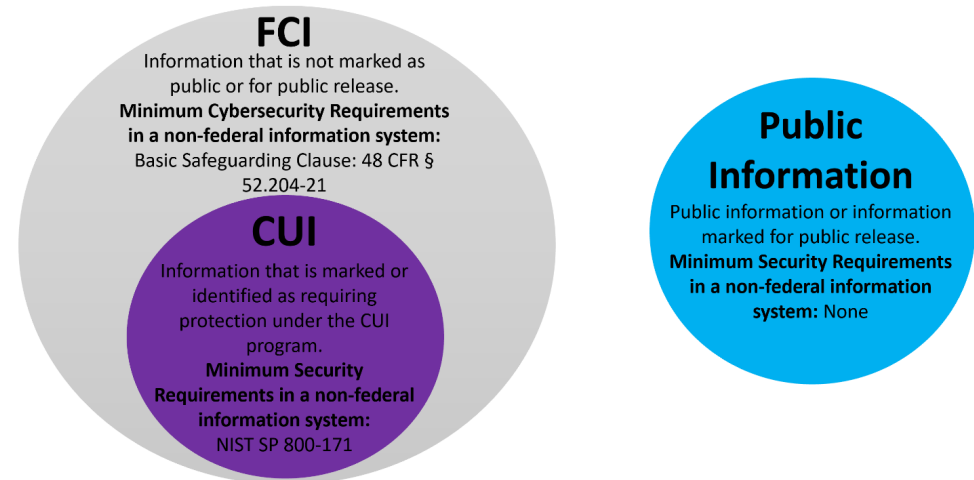 FCI
Information that is not marked as
public or for public release.
Minimum Cybersecurity Requirements
in a non-federal information system:
Basic Safeguarding Clause: 48 CFR §
52.204-21
CUI
Information that is marked or
identified as requiring
protection under the CUI
program.
Minimum Security
Requirements in a non-federal
information system:
NIST SP 800-171
Public
Information
Public information or information
marked for public release.
Minimum Security Requirements
in a non-federal information
system: None